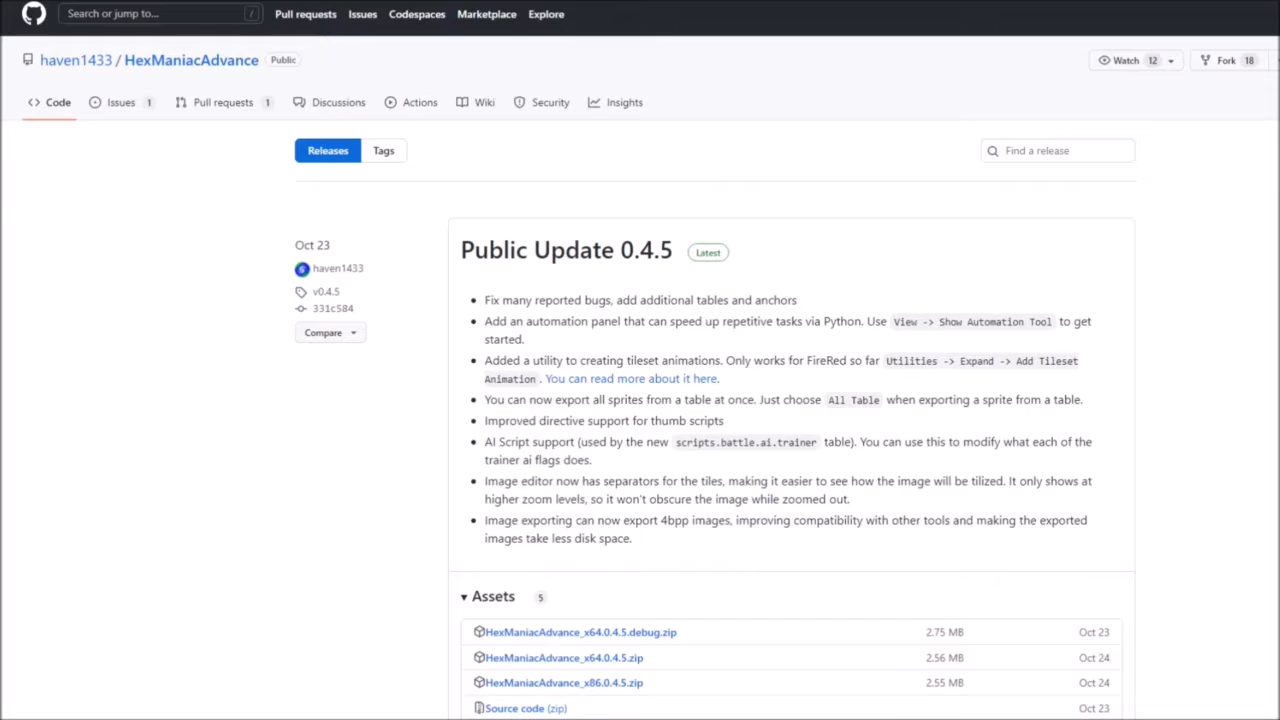 Search or jump to... / Pull requests Issues Codespaces Marketplace Explore
haven1433 / HexManiacAdvance Public Watch 12 Fork 18
Code Issues 1 Pull requests 1 Discussions Actions Wiki Security Insights
Releases Tags Find a release
Oct 23
haven1433
v0.4.5
331c584
Compare
Public Update 0.4.5 Latest
• Fix many reported bugs, add additional tables and anchors
• Add an automation panel that can speed up repetitive tasks via Python. Use View -> Show Automation Tool to get
started.
• Added a utility to creating tileset animations. Only works for FireRed so far Utilities -> Expand -> Add Tileset
Animation . You can read more about it here.
• You can now export all sprites from a table at once. Just choose All Table when exporting a sprite from a table.
• Improved directive support for thumb scripts
• AI Script support (used by the new scripts.battle.ai.trainer table). You can use this to modify what each of the
trainer ai flags does.
• Image editor now has separators for the tiles, making it easier to see how the image will be tilized. It only shows at
higher zoom levels, so it won't obscure the image while zoomed out.
• Image exporting can now export 4bpp images, improving compatibility with other tools and making the exported
images take less disk space.
Assets 5
HexManiacAdvance_x64.0.4.5.debug.zip 2.75 MB Oct 23
HexManiacAdvance_x64.0.4.5.zip 2.56 MB Oct 24
HexManiacAdvance_x86.0.4.5.zip 2.55 MB Oct 24
Source code (zip) Oct 23